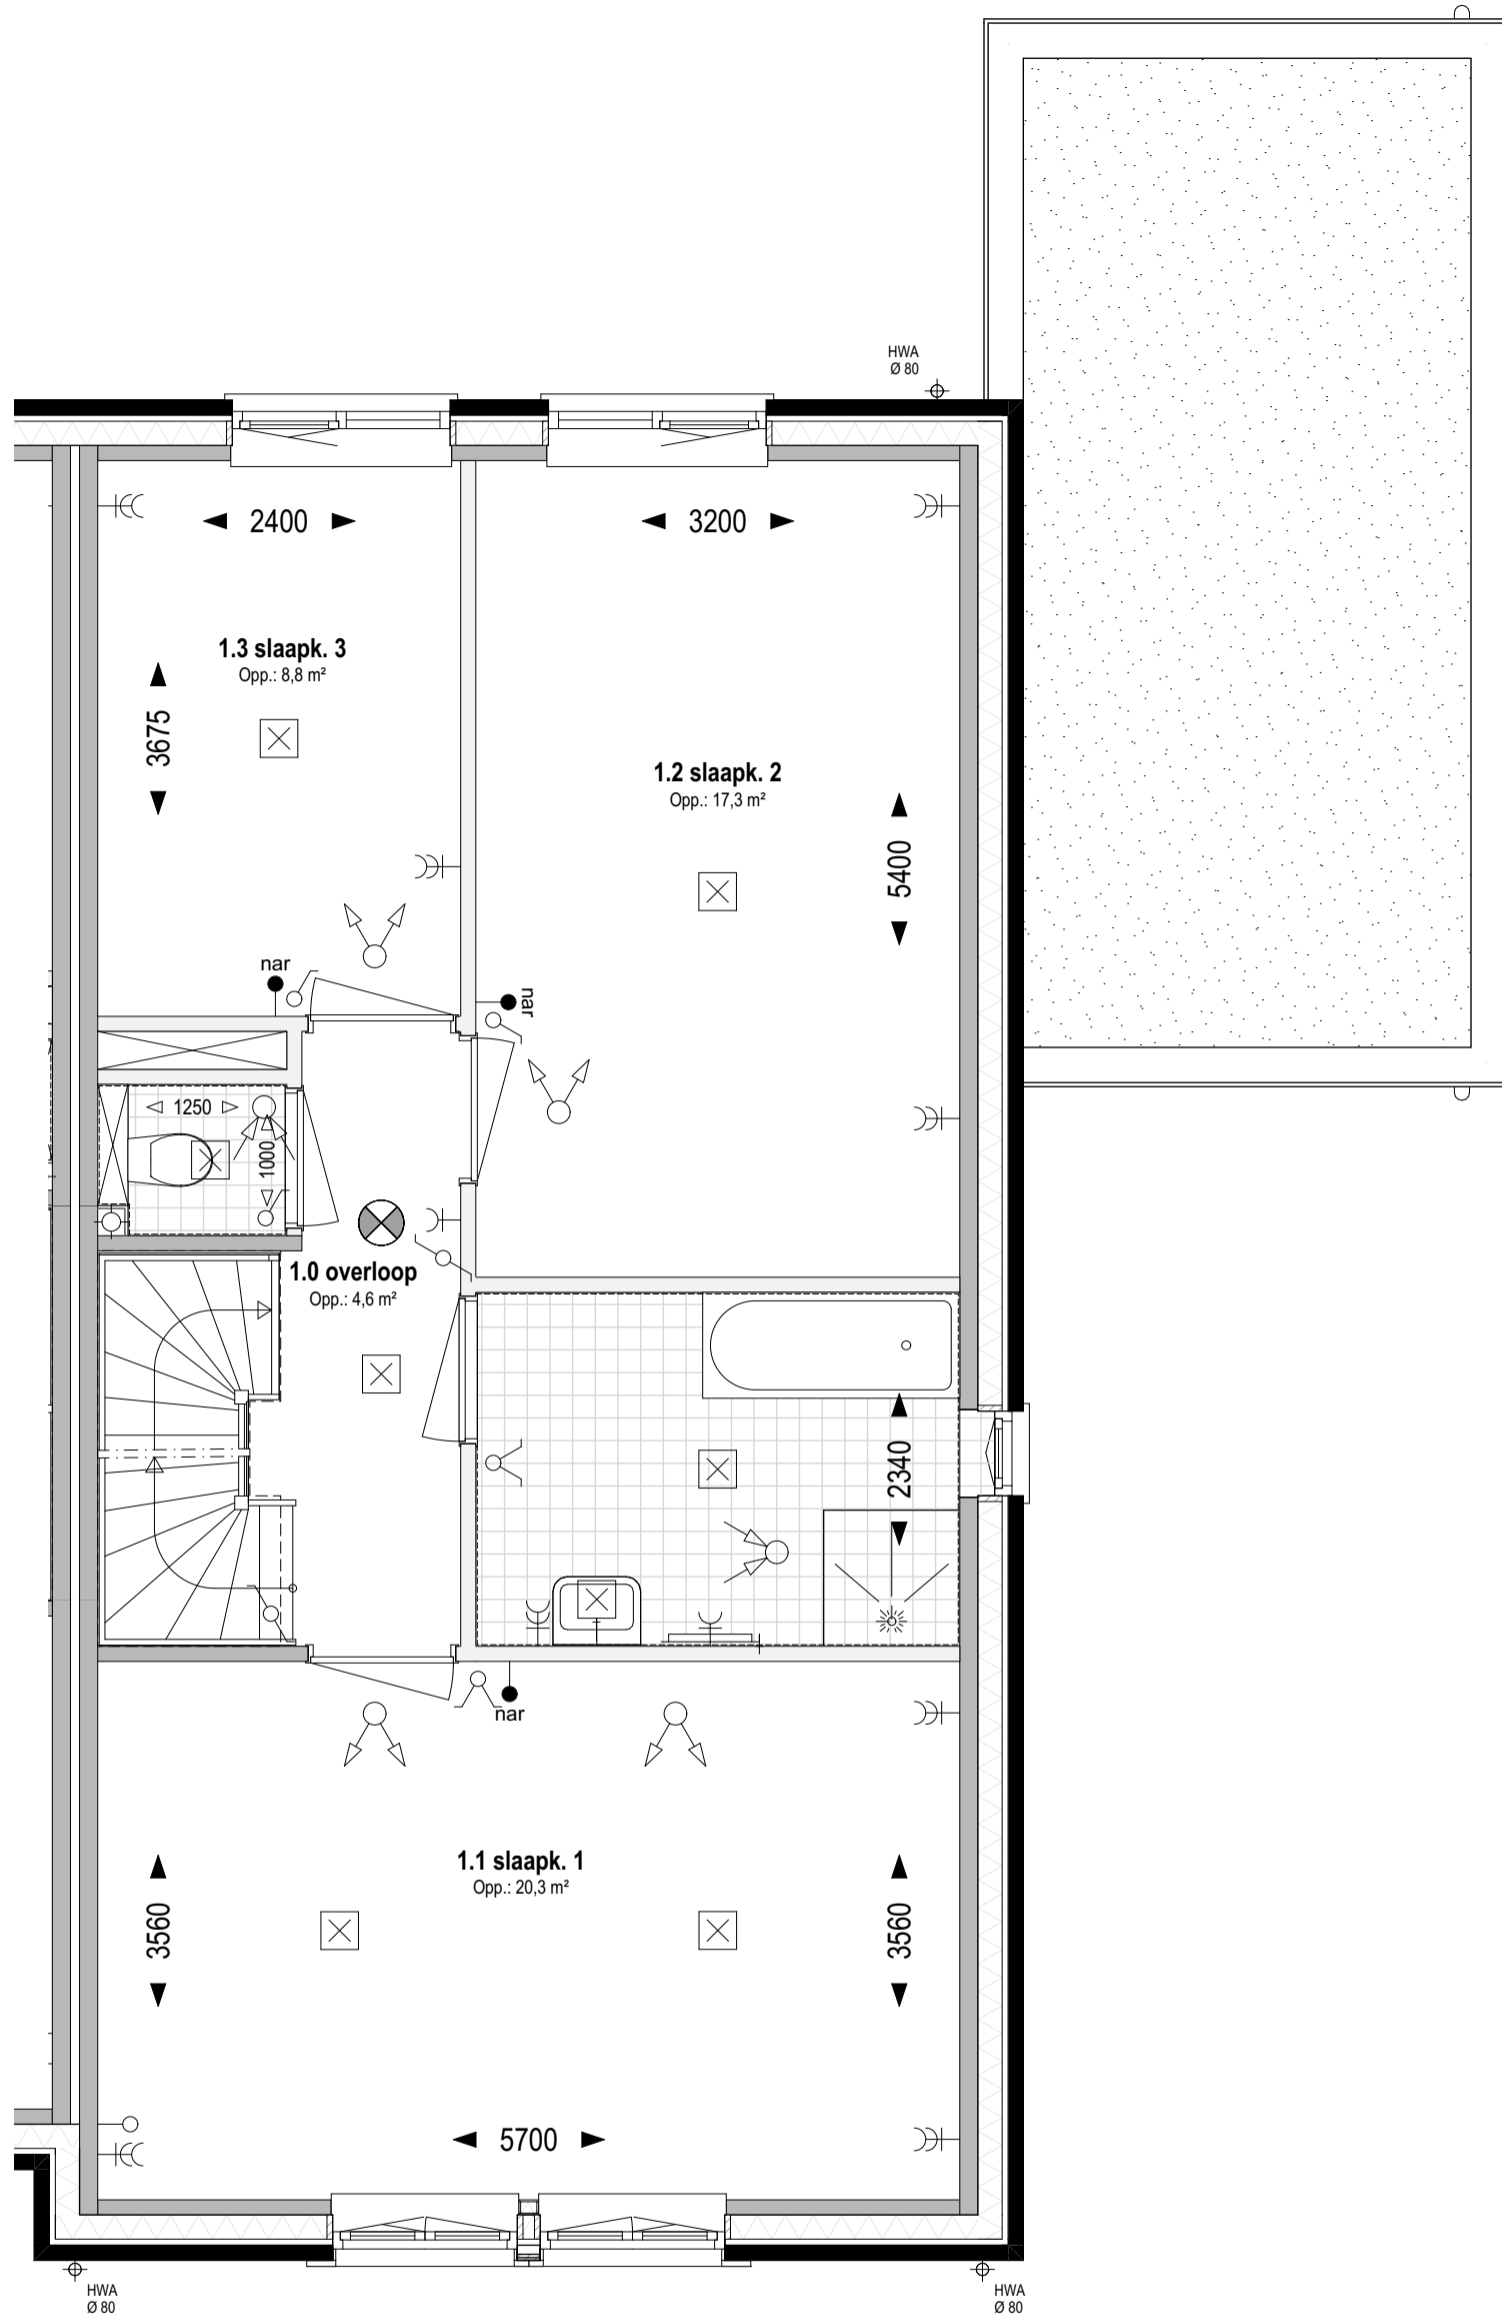 HWA
Ø 80
2400
3200
1.3 slaapk. 3
Opp.: 8,8 m²
3675
1.2 slaapk. 2
Opp.: 17,3 m²
5400
nar
nar
1250
1000
1.0 overloop
Opp.: 4,6 m²
2340
nar
1.1 slaapk. 1
Opp.: 20,3 m²
3560
3560
5700
HWA
Ø 80
HWA
Ø 80